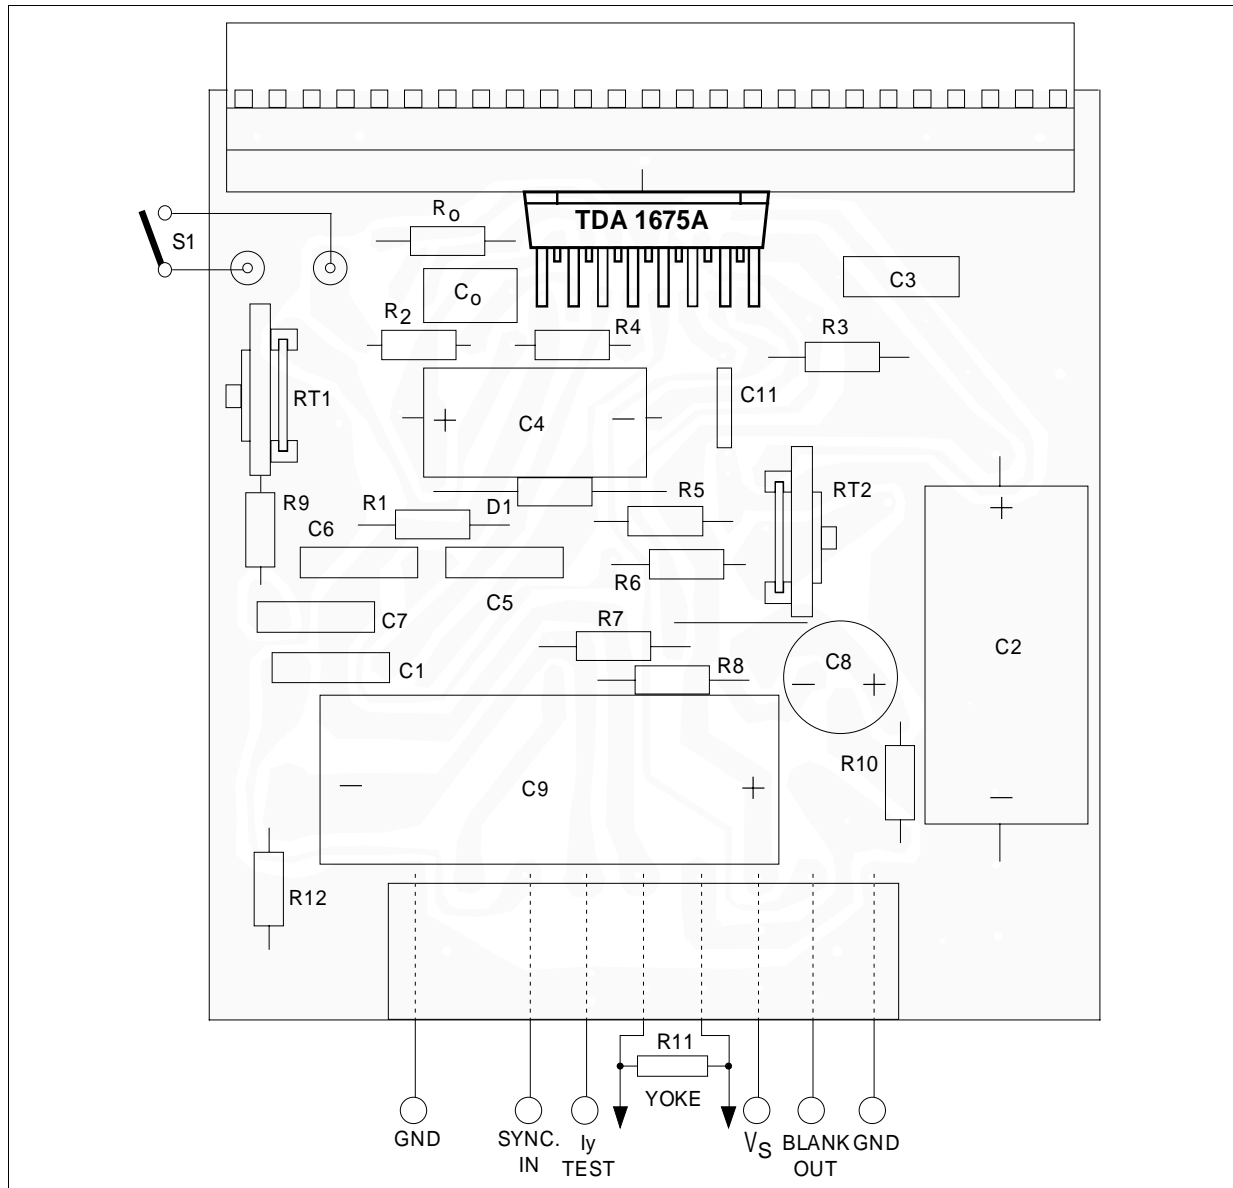 TDA 1675A
Ro
S1
Co
C3
R2
R4
R3
RT1
C4
+
−
C11
R9
R1
D1
R5
RT2
C6
+
C5
R6
C7
R7
C1
R8
C8
−
+
C2
R10
C9
−
+
−
R12
R11
YOKE
GND
SYNC.
IN
Iy
TEST
VS
BLANK
OUT
GND